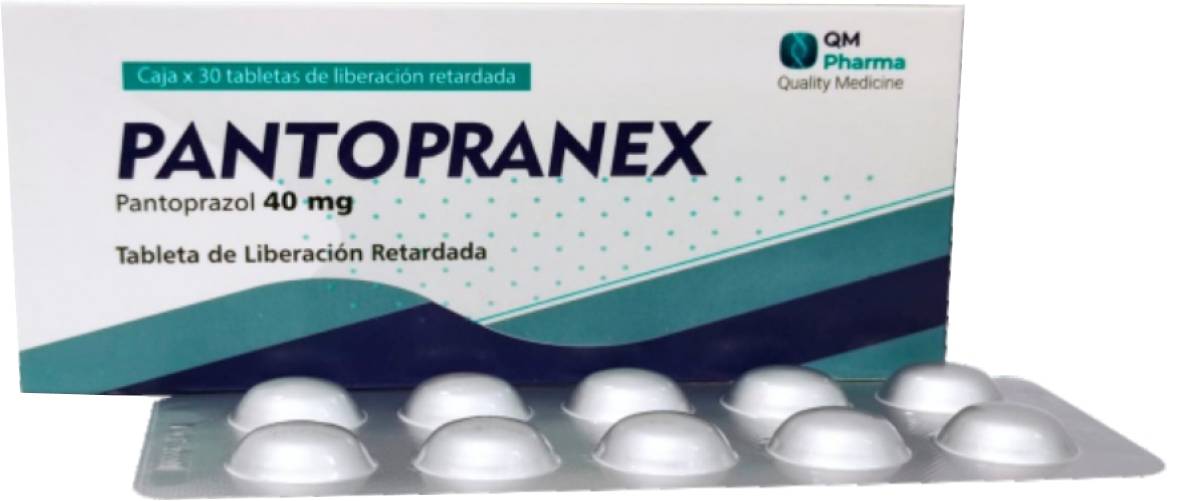 QM
Pharma
Quality Medicine
Caja x 30 tabletas de liberación retardada
PANTOPRANEX
Pantoprazol 40 mg
Tableta de Liberación Retardada